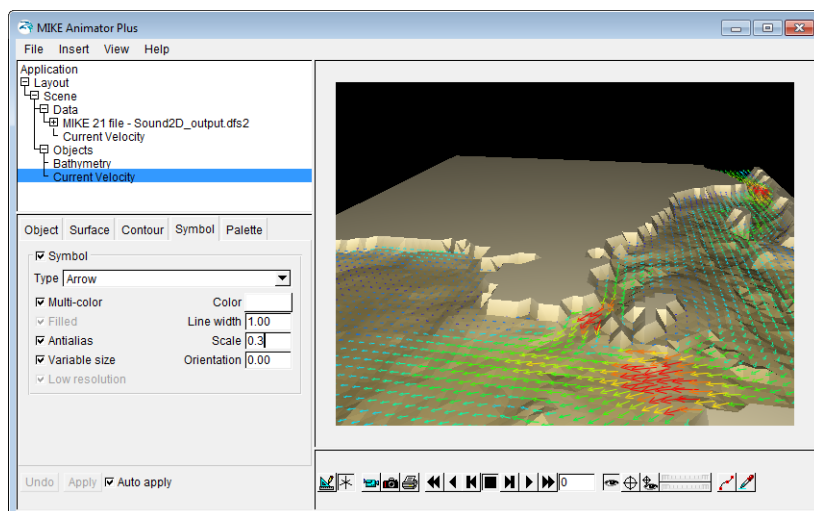 MIKE Animator Plus
File Insert View Help
Application
Layout
Scene
Data
MIKE 21 file - Sound2D_output.dfs2
Current Velocity
Objects
Bathymetry
Current Velocity
Object Surface Contour Symbol Palette
Symbol
Type Arrow
Multi-color Color
Filled Line width 1.00
Antialias Scale 0.3
Variable size Orientation 0.00
Low resolution
Undo Apply Auto apply 0